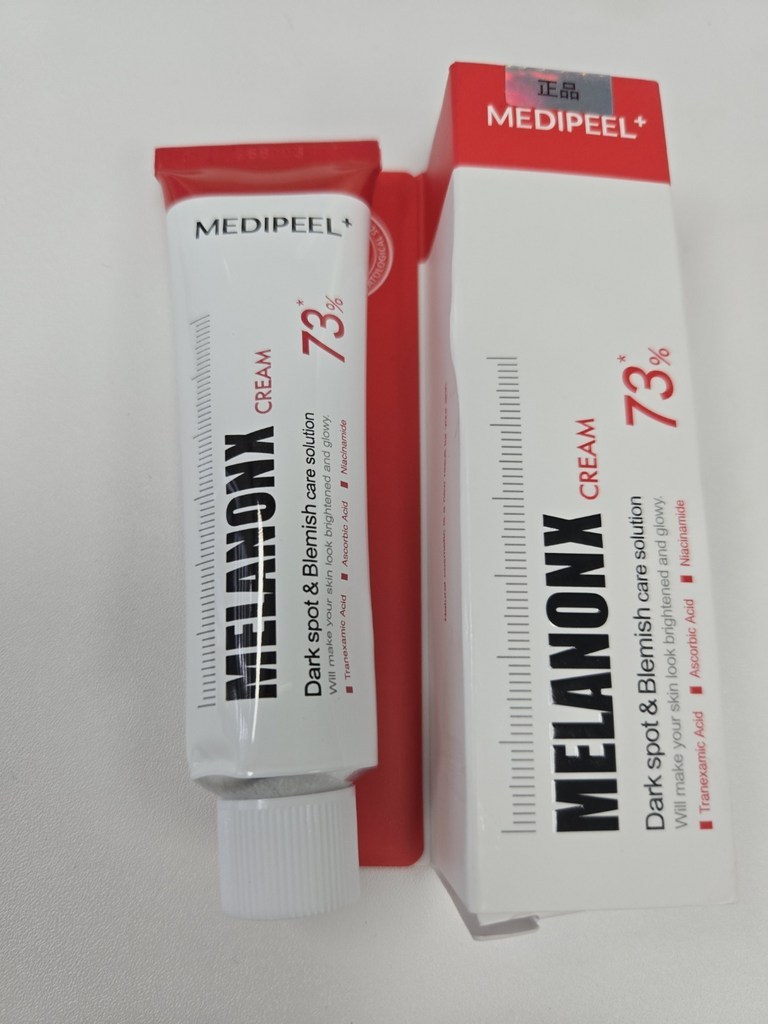 MEDIPEEL+
MELANONX CREAM
73*%
Dark spot & Blemish care solution
Will make your skin look brightened and glowy.
Tranexamic Acid ■ Ascorbic Acid ■ Niacinamide
正品
MEDIPEEL+
MELANONX CREAM
73*%
Dark spot & Blemish care solution
Will make your skin look brightened and glowy.
■ Tranexamic Acid ■ Ascorbic Acid ■ Niacinamide